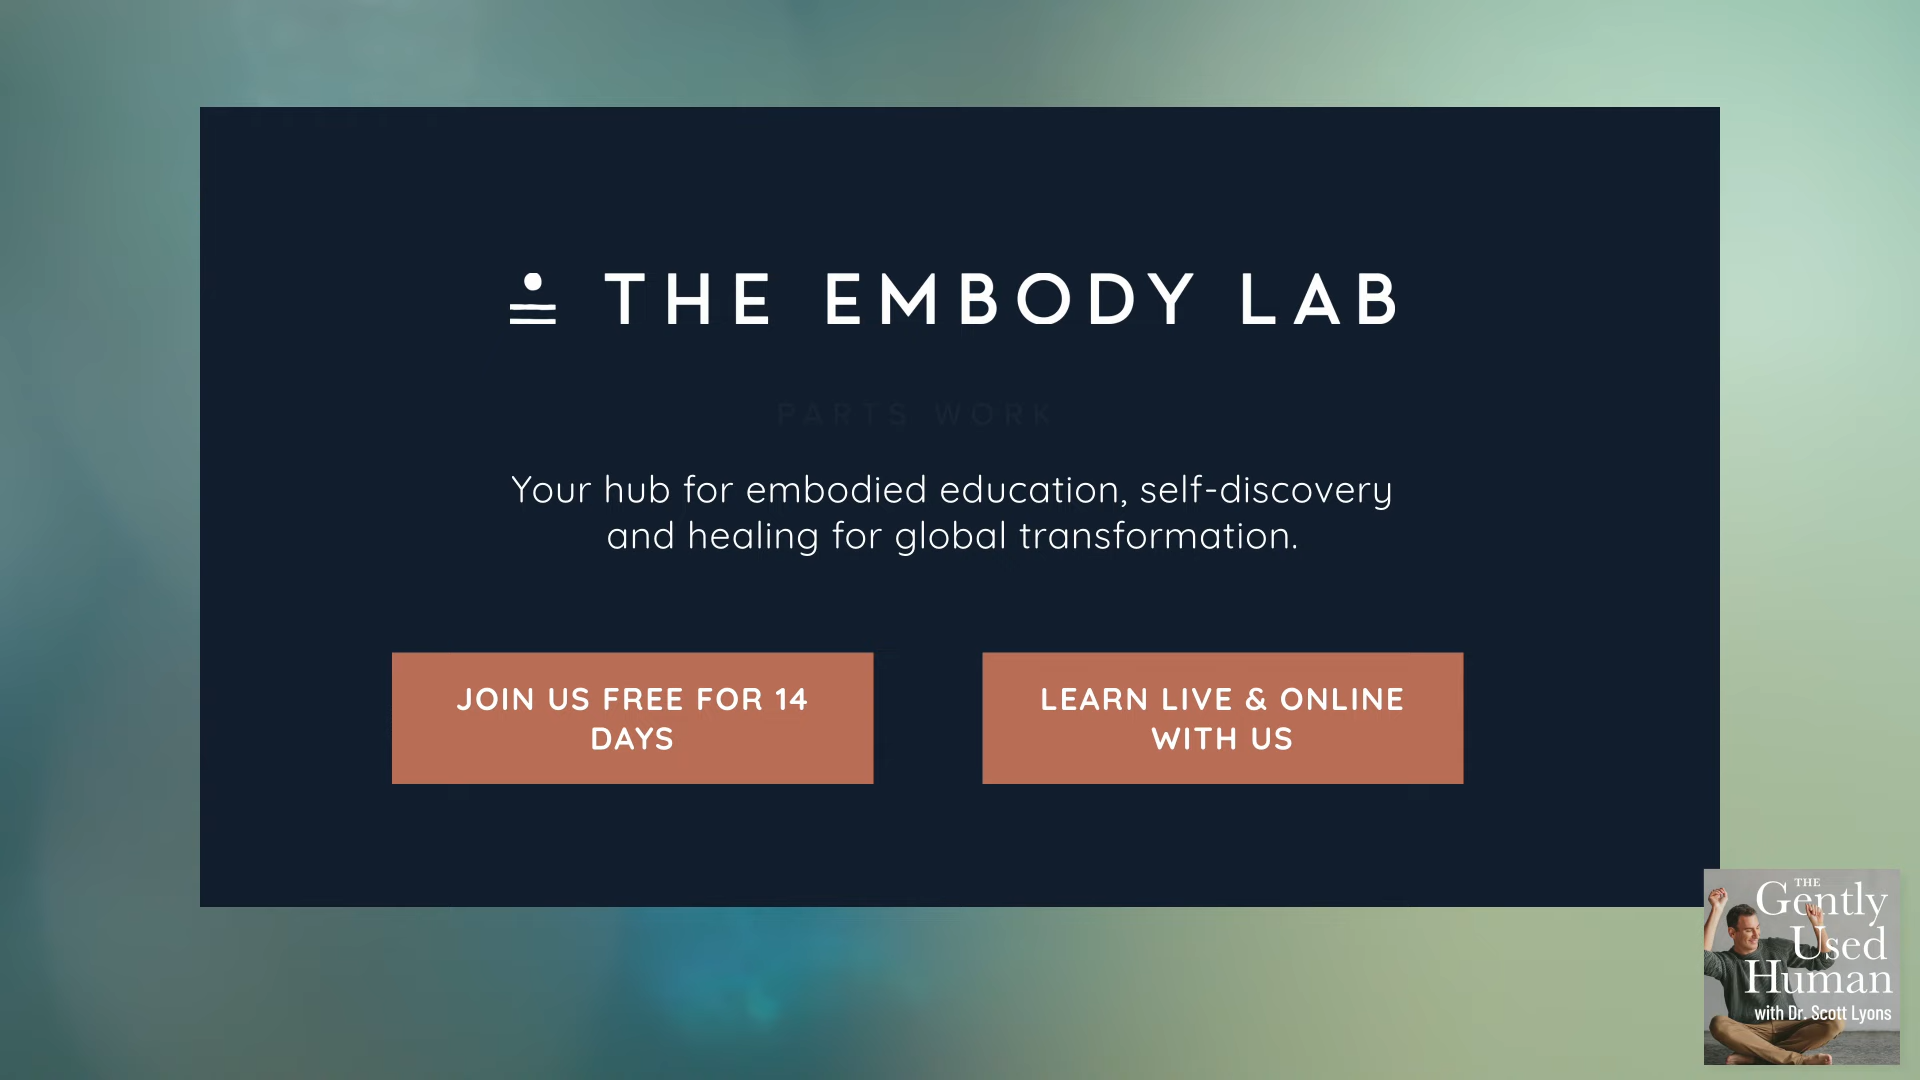 THE EMBODY LAB
PARTS WORK
Your hub for embodied education, self-discovery
and healing for global transformation.
JOIN US FREE FOR 14
DAYS
LEARN LIVE & ONLINE
WITH US
THE
Gently
Used
Human
with Dr. Scott Lyons